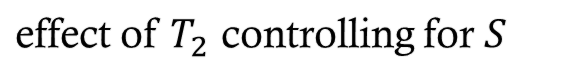 effect of T₂ controlling for S